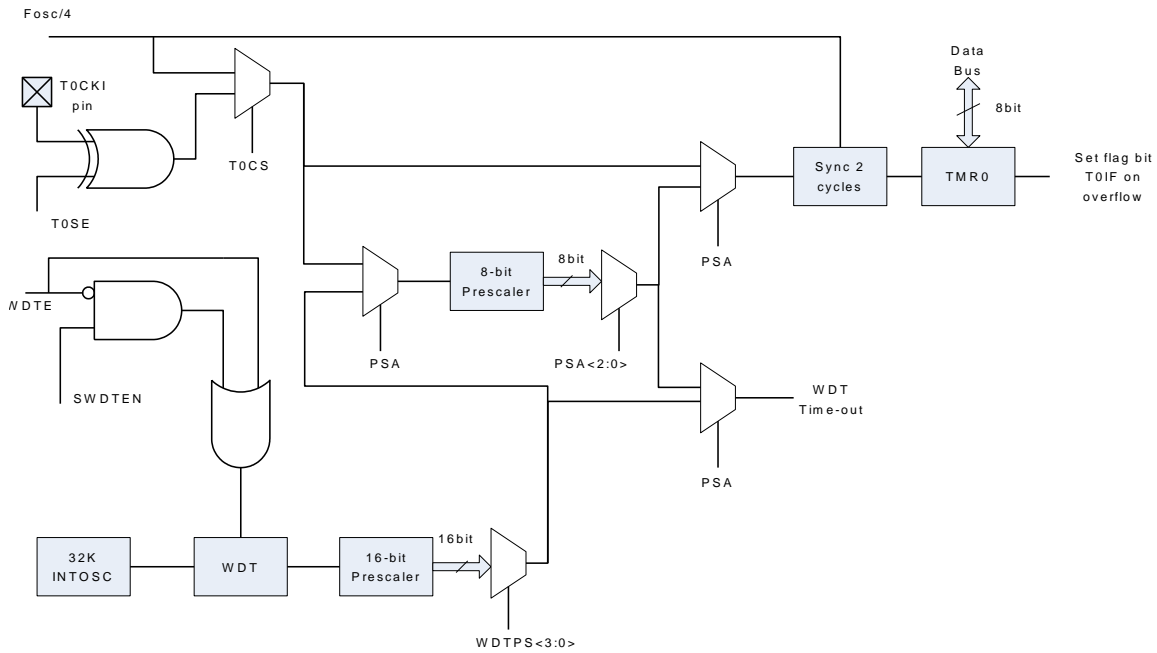 Fosc/4
T0CKI
pin
T0CS
T0SE
Data
Bus
8bit
Sync 2
cycles
TMR0
Set flag bit
T0IF on
overflow
PSA
8-bit
Prescaler
8bit
PSA
PSA<2:0>
WDTE
SWDTEN
WDT
Time-out
PSA
32K
INTOSC
WDT
16-bit
Prescaler
16bit
WDTPS<3:0>